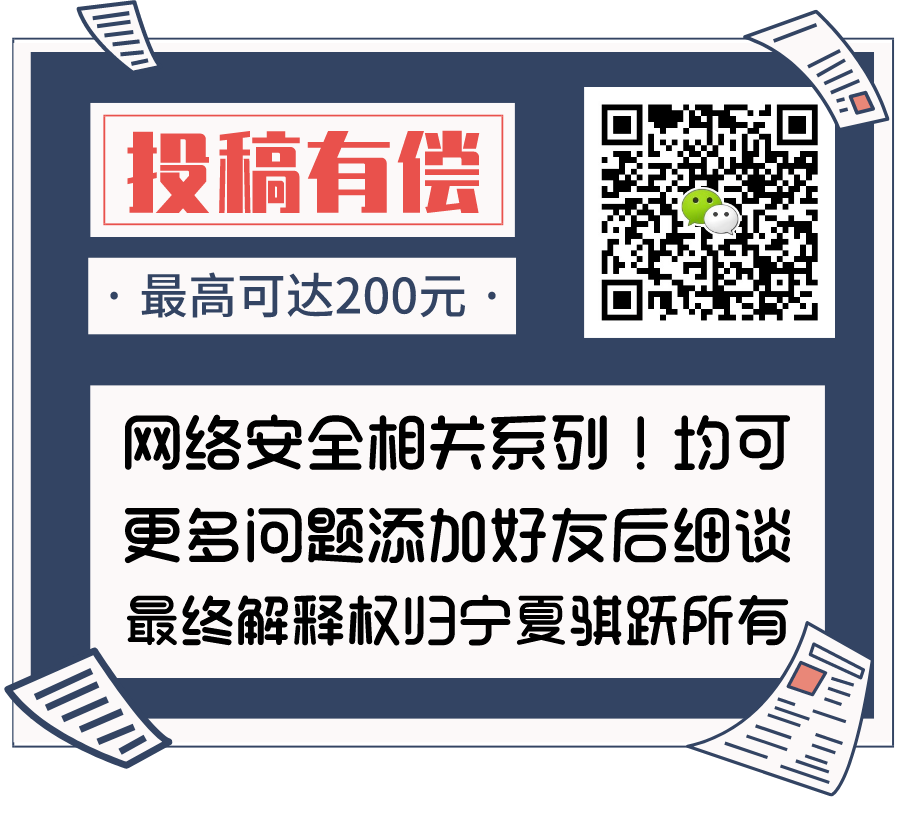 投稿有偿
·最高可达200元·
网络安全相关系列！均可
更多问题添加好友后细谈
最终解释权归宁夏骐跃所有